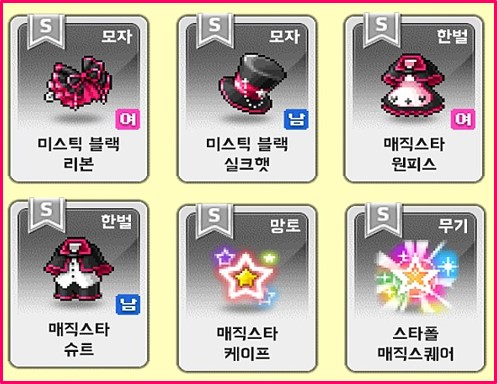 S 모자
여
미스틱 블랙
리본
S 모자
남
미스틱 블랙
실크햇
S 한벌
여
매직스타
원피스
S 한벌
남
매직스타
슈트
S 망토
매직스타
케이프
S 무기
스타폴
매직스퀘어